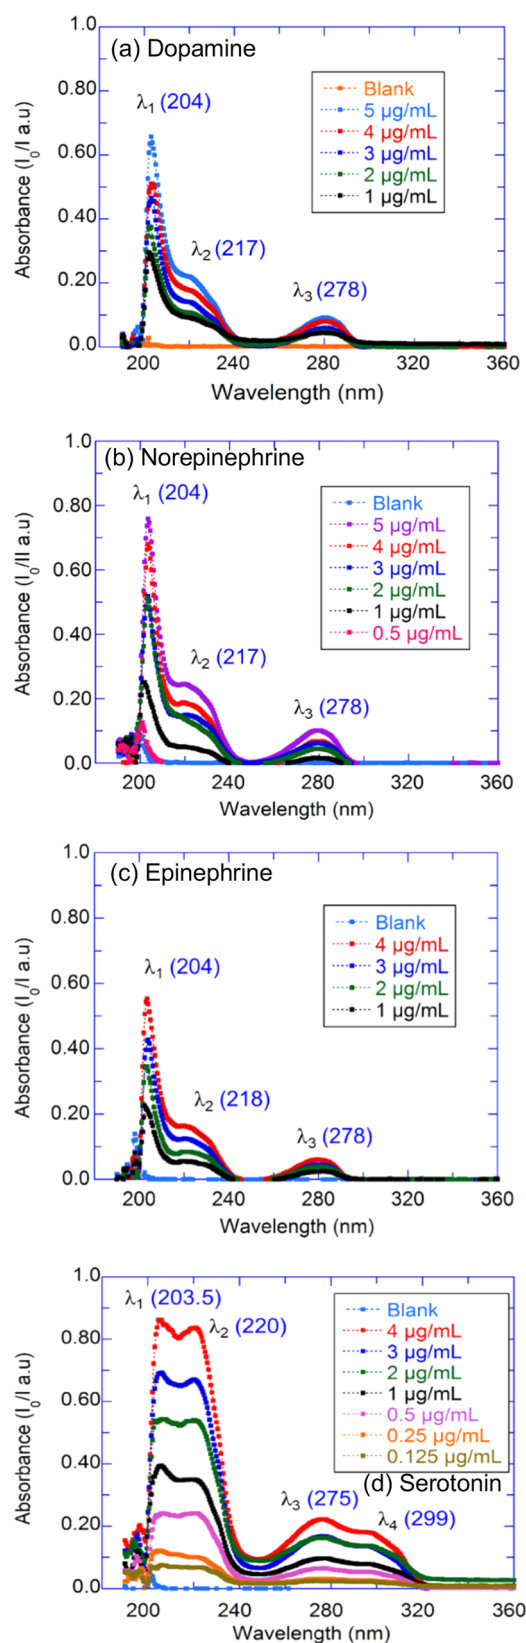 (a) Dopamine
1.0
0.80
0.60
0.40
0.20
0.0
Absorbance (I₀/I a.u)
λ₁ (204)
λ₂ (217)
λ₃ (278)
Blank
5 µg/mL
4 µg/mL
3 µg/mL
2 µg/mL
1 µg/mL
200 240 280 320 360
Wavelength (nm)
(b) Norepinephrine
1.0
0.80
0.60
0.40
0.20
0.0
Absorbance (I₀/II a.u)
λ₁ (204)
λ₂ (217)
λ₃ (278)
Blank
5 µg/mL
4 µg/mL
3 µg/mL
2 µg/mL
1 µg/mL
0.5 µg/mL
200 240 280 320 360
Wavelength (nm)
(c) Epinephrine
1.0
0.80
0.60
0.40
0.20
0.0
Absorbance (I₀/I a.u)
λ₁ (204)
λ₂ (218)
λ₃ (278)
Blank
4 µg/mL
3 µg/mL
2 µg/mL
1 µg/mL
200 240 280 320 360
Wavelength (nm)
1.0
0.80
0.60
0.40
0.20
0.0
Absorbance (I₀/I a.u)
λ₁ (203.5)
λ₂ (220)
λ₃ (275)
λ₄ (299)
Blank
4 µg/mL
3 µg/mL
2 µg/mL
1 µg/mL
0.5 µg/mL
0.25 µg/mL
0.125 µg/mL
(d) Serotonin
200 240 280 320 360
Wavelength (nm)